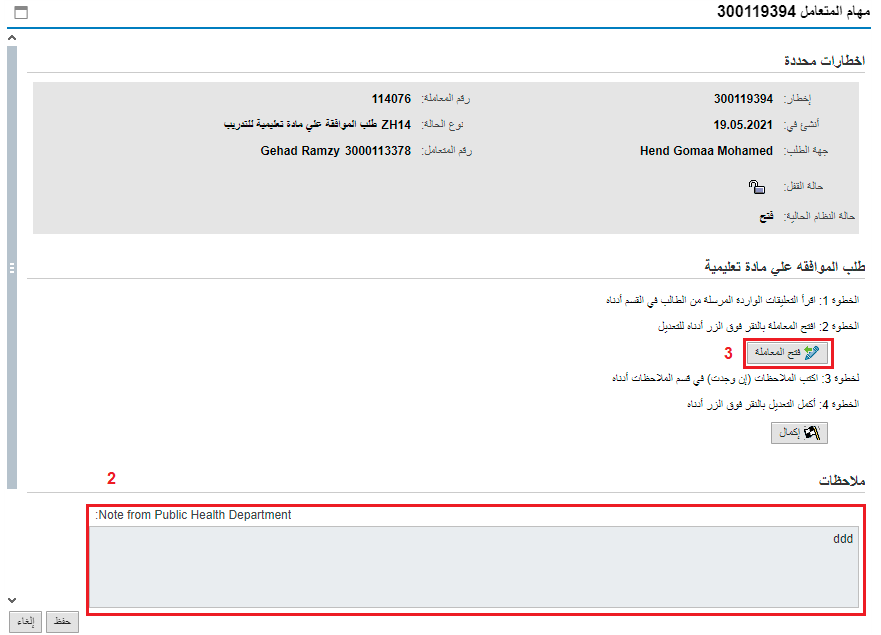 مهام المتعامل 300119394
اخطارات محددة
إخطار: 300119394
رقم المعاملة: 114076
أنشئ في: 19.05.2021
نوع الحالة: ZH14 طلب الموافقة علي مادة تعليمية للتدريب
جهة الطلب: Hend Gomaa Mohamed
رقم المتعامل: Gehad Ramzy 3000113378
حالة القفل:
حالة النظام الحالية: فتح
طلب الموافقه علي مادة تعليمية
الخطوة 1: اقرأ التعليقات الواردة المرسلة من الطالب في القسم أدناه
الخطوة 2: افتح المعاملة بالنقر فوق الزر أدناه للتعديل
فتح المعاملة
3
لخطوة 3: اكتب الملاحظات (إن وجدت) في قسم الملاحظات أدناه
الخطوة 4: أكمل التعديل بالنقر فوق الزر أدناه
إكمال
ملاحظات
2
:Note from Public Health Department
ddd
حفظ
إلغاء